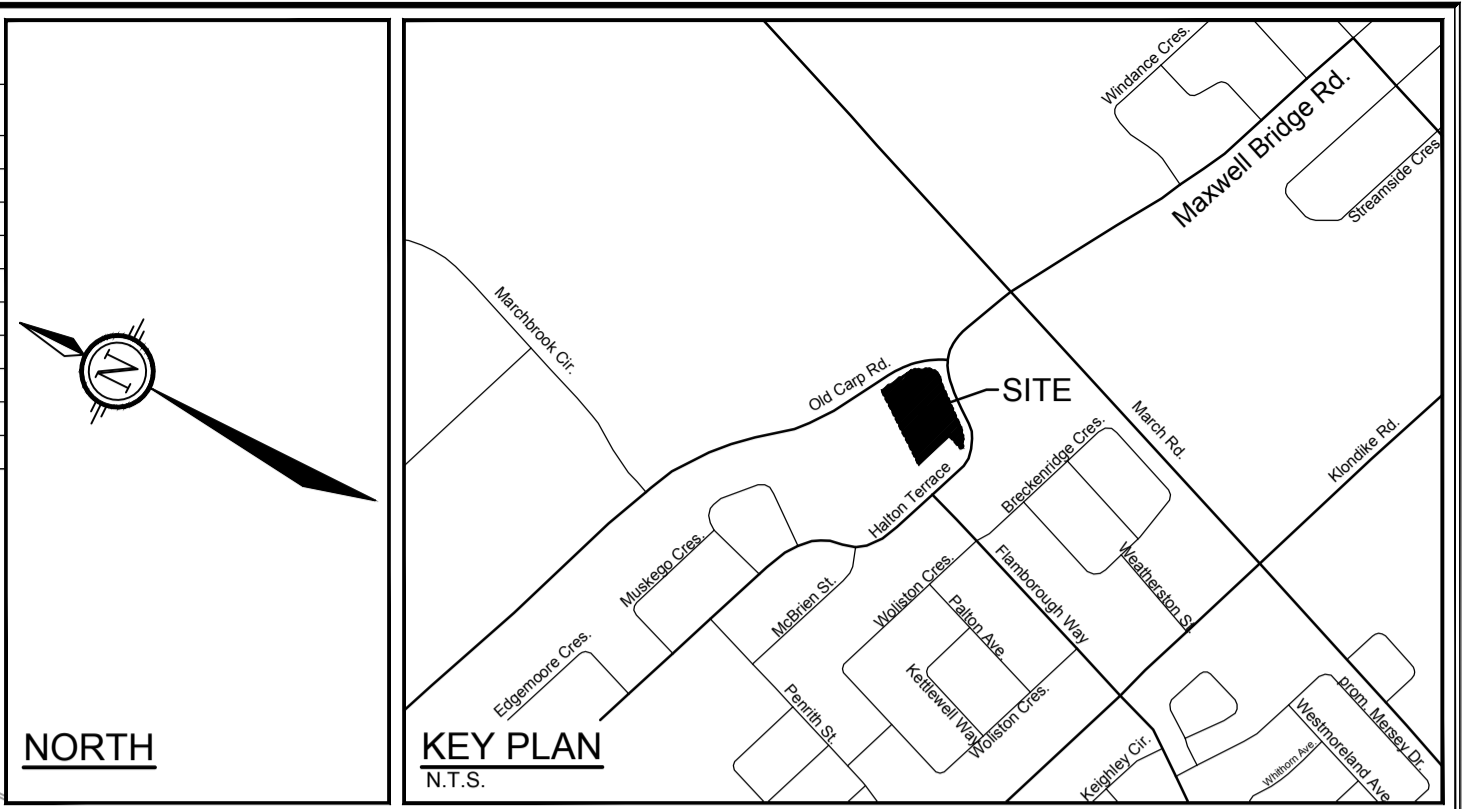 N
NORTH
KEY PLAN
N.T.S.
Windance Cres.
Maxwell Bridge Rd.
Streamside Cres.
Marchbrook Cir.
Old Carp Rd.
SITE
March Rd.
Klondike Rd.
Breckenridge Cres.
Halton Terrace
Muskego Cres.
McBrien St.
Woliston Cres.
Flamborough Way
Weatherston St.
Palton Ave.
Edgemoore Cres.
Penrith St.
Kettlewell Way
Woliston Cres.
Keighley Cir.
prom. Mersey Dr.
Westmoreland Ave.
Whithorn Ave.